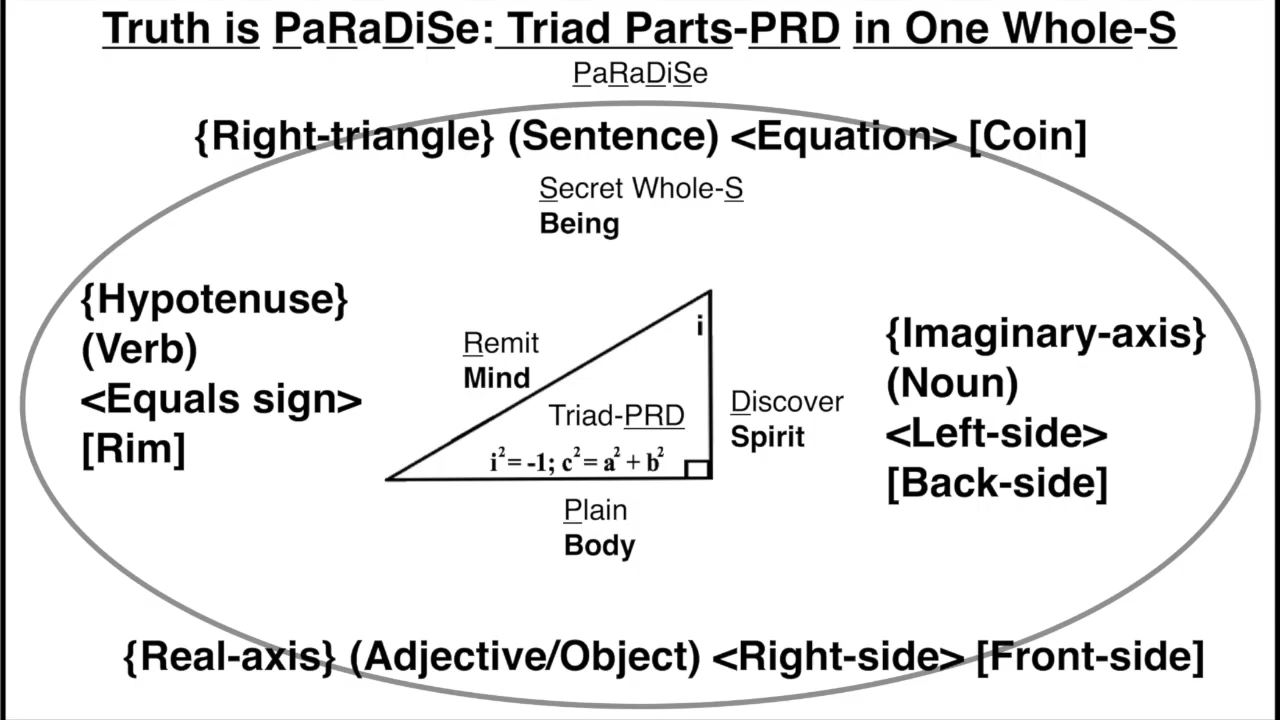 Truth is PaRaDiSe: Triad Parts-PRD in One Whole-S
PaRaDiSe
{Right-triangle} (Sentence) <Equation> [Coin]
Secret Whole-S
Being
{Hypotenuse}
(Verb)
<Equals sign>
[Rim]
Remit
Mind
i
Triad-PRD
i² = -1; c² = a² + b²
Discover
Spirit
{Imaginary-axis}
(Noun)
<Left-side>
[Back-side]
Plain
Body
{Real-axis} (Adjective/Object) <Right-side> [Front-side]